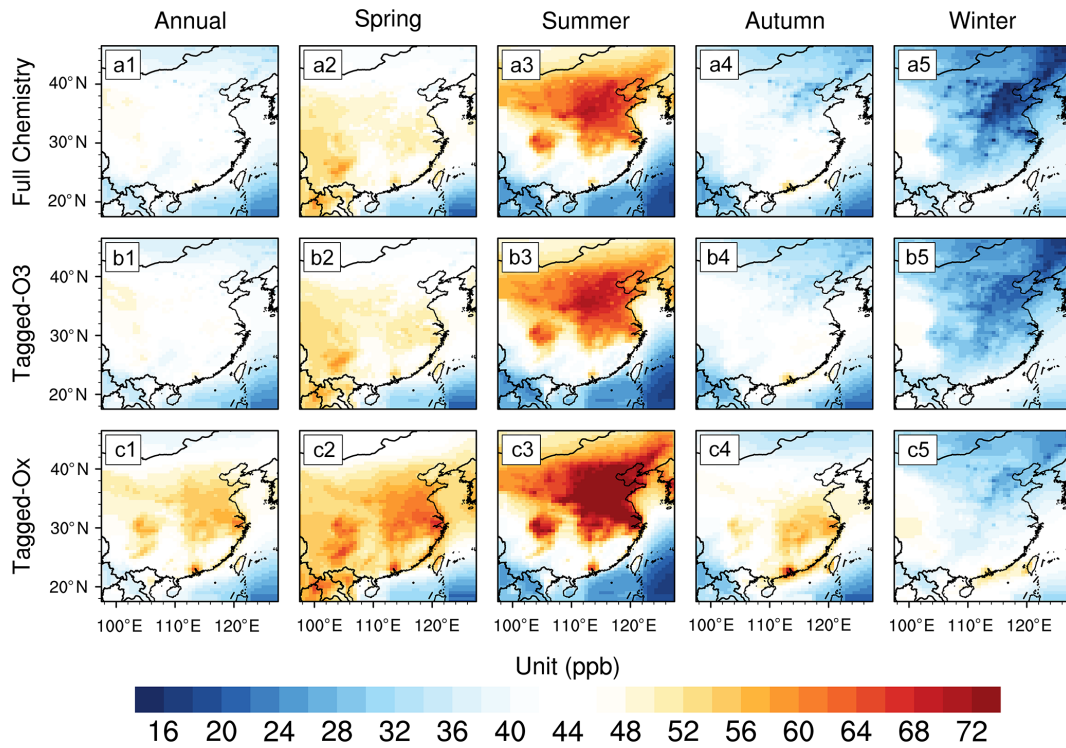 Annual Spring Summer Autumn Winter
Full Chemistry
a1 a2 a3 a4 a5
40°N
30°N
20°N
Tagged-O3
b1 b2 b3 b4 b5
40°N
30°N
20°N
Tagged-Ox
c1 c2 c3 c4 c5
40°N
30°N
20°N
100°E 110°E 120°E 100°E 110°E 120°E 100°E 110°E 120°E 100°E 110°E 120°E 100°E 110°E 120°E
Unit (ppb)
16 20 24 28 32 36 40 44 48 52 56 60 64 68 72